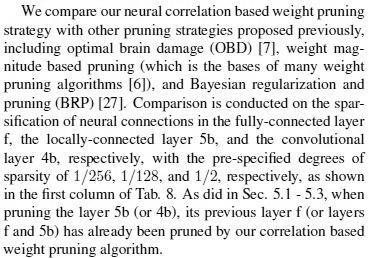 We compare our neural correlation based weight pruning
strategy with other pruning strategies proposed previously,
including optimal brain damage (OBD) [7], weight mag-
nitude based pruning (which is the bases of many weight
pruning algorithms [6]), and Bayesian regularization and
pruning (BRP) [27]. Comparison is conducted on the spar-
sification of neural connections in the fully-connected layer
f, the locally-connected layer 5b, and the convolutional
layer 4b, respectively, with the pre-specified degrees of
sparsity of 1/256, 1/128, and 1/2, respectively, as shown
in the first column of Tab. 8. As did in Sec. 5.1 - 5.3, when
pruning the layer 5b (or 4b), its previous layer f (or layers
f and 5b) has already been pruned by our correlation based
weight pruning algorithm.